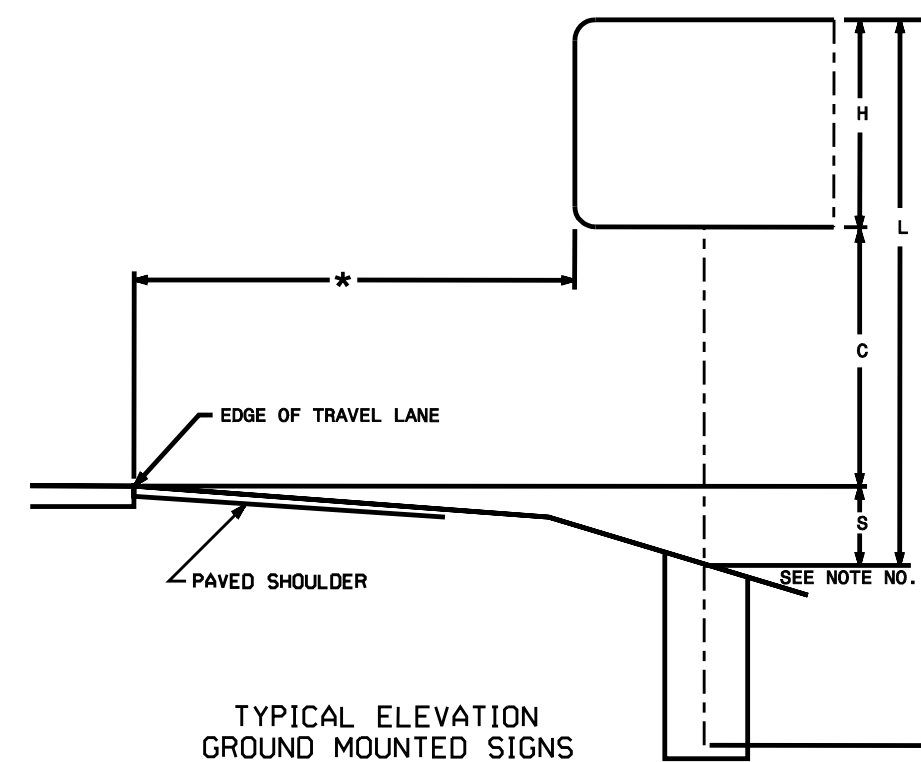 H
L
*
C
EDGE OF TRAVEL LANE
S
PAVED SHOULDER
SEE NOTE NO.
TYPICAL ELEVATION
GROUND MOUNTED SIGNS